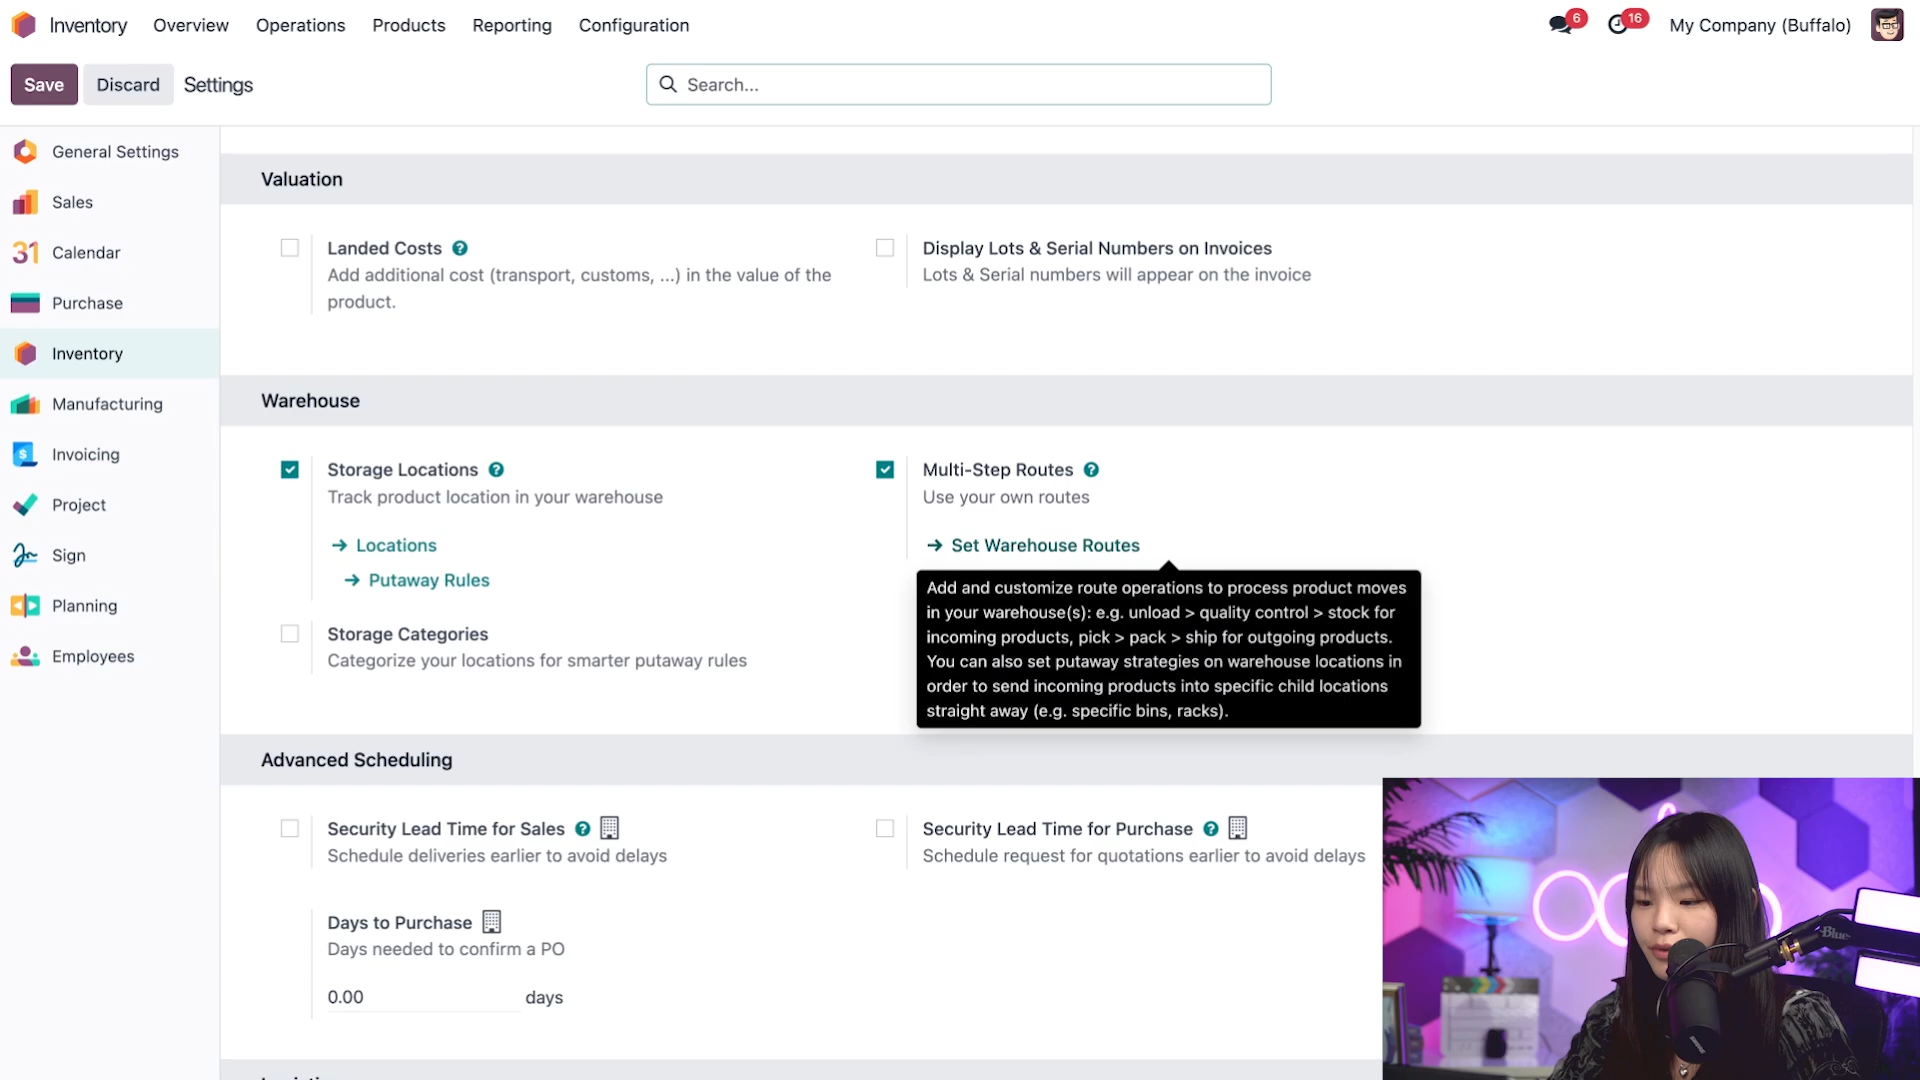 Inventory
Overview
Operations
Products
Reporting
Configuration
6
16
My Company (Buffalo)
Save
Discard
Settings
Search...
General Settings
Sales
31 Calendar
Purchase
Inventory
Manufacturing
$ Invoicing
Project
Sign
Planning
Employees
Valuation
Landed Costs ?
Add additional cost (transport, customs, ...) in the value of the
product.
Display Lots & Serial Numbers on Invoices
Lots & Serial numbers will appear on the invoice
Warehouse
Storage Locations ?
Track product location in your warehouse
→ Locations
→ Putaway Rules
Multi-Step Routes ?
Use your own routes
→ Set Warehouse Routes
Add and customize route operations to process product moves
in your warehouse(s): e.g. unload > quality control > stock for
incoming products, pick > pack > ship for outgoing products.
You can also set putaway strategies on warehouse locations in
order to send incoming products into specific child locations
straight away (e.g. specific bins, racks).
Storage Categories
Categorize your locations for smarter putaway rules
Advanced Scheduling
Security Lead Time for Sales ?
Schedule deliveries earlier to avoid delays
Security Lead Time for Purchase ?
Schedule request for quotations earlier to avoid delays
Days to Purchase
Days needed to confirm a PO
0.00 days
Blue